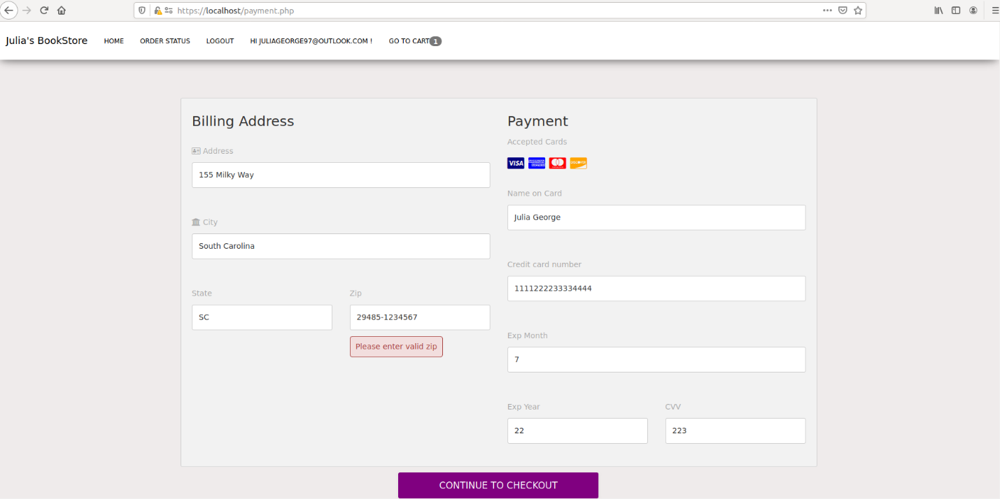 https://localhost/payment.php
Julia's BookStore HOME ORDER STATUS LOGOUT HI JULIAGEORGE97@OUTLOOK.COM ! GO TO CART 1
Billing Address
Address
155 Milky Way
City
South Carolina
State Zip
SC 29485-1234567
Please enter valid zip
Payment
Accepted Cards
VISA
Name on Card
Julia George
Credit card number
1111222233334444
Exp Month
7
Exp Year CVV
22 223
CONTINUE TO CHECKOUT